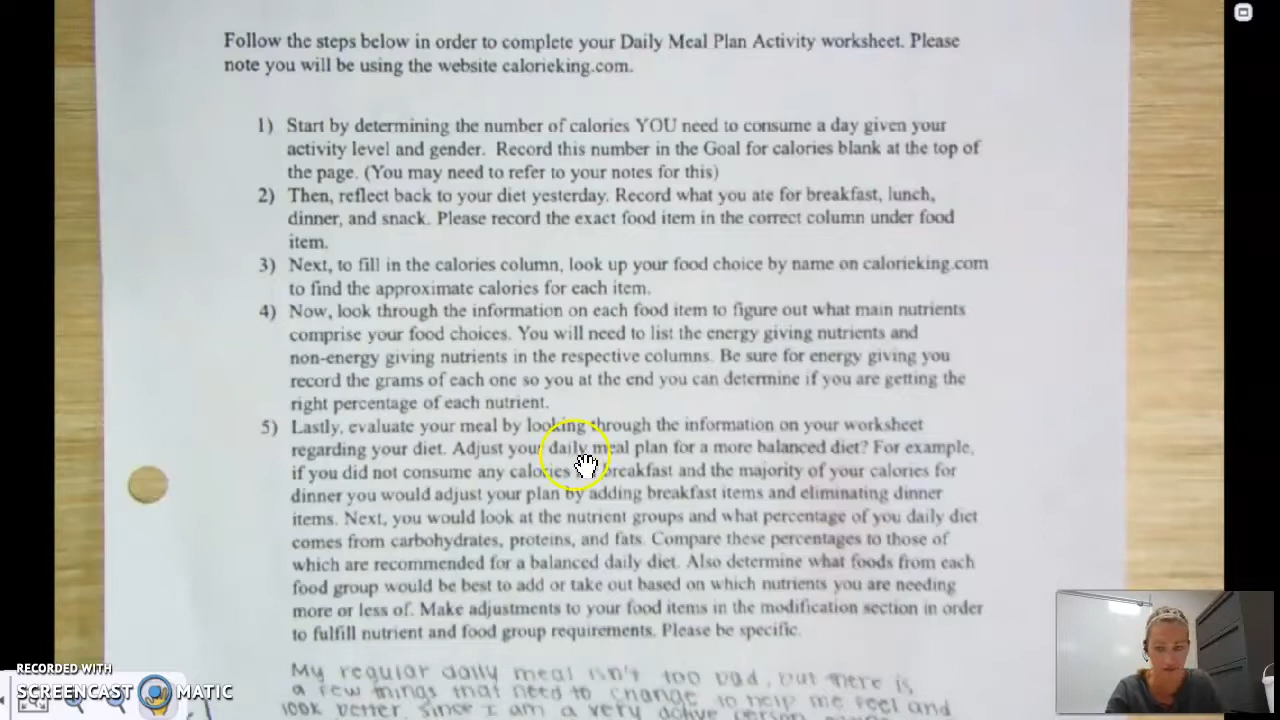 Follow the steps below in order to complete your Daily Meal Plan Activity worksheet. Please
note you will be using the website calorieking.com.
1) Start by determining the number of calories YOU need to consume a day given your
activity level and gender. Record this number in the Goal for calories blank at the top of
the page. (You may need to refer to your notes for this)
2) Then, reflect back to your diet yesterday. Record what you ate for breakfast, lunch,
dinner, and snack. Please record the exact food item in the correct column under food
item.
3) Next, to fill in the calories column, look up your food choice by name on calorieking.com
to find the approximate calories for each item.
4) Now, look through the information on each food item to figure out what main nutrients
comprise your food choices. You will need to list the energy giving nutrients and
non-energy giving nutrients in the respective columns. Be sure for energy giving you
record the grams of each one so you at the end you can determine if you are getting the
right percentage of each nutrient.
5) Lastly, evaluate your meal by looking through the information on your worksheet
regarding your diet. Adjust your daily meal plan for a more balanced diet? For example,
if you did not consume any calories breakfast and the majority of your calories for
dinner you would adjust your plan by adding breakfast items and eliminating dinner
items. Next, you would look at the nutrient groups and what percentage of you daily diet
comes from carbohydrates, proteins, and fats. Compare these percentages to those of
which are recommended for a balanced daily diet. Also determine what foods from each
food group would be best to add or take out based on which nutrients you are needing
more or less of. Make adjustments to your food items in the modification section in order
to fulfill nutrient and food group requirements. Please be specific.
My regular daily meal isn't too bad, but there is
a few things that need to change to help me feel and
look better. Since I am a very active person
RECORDED WITH
SCREENCAST MATIC